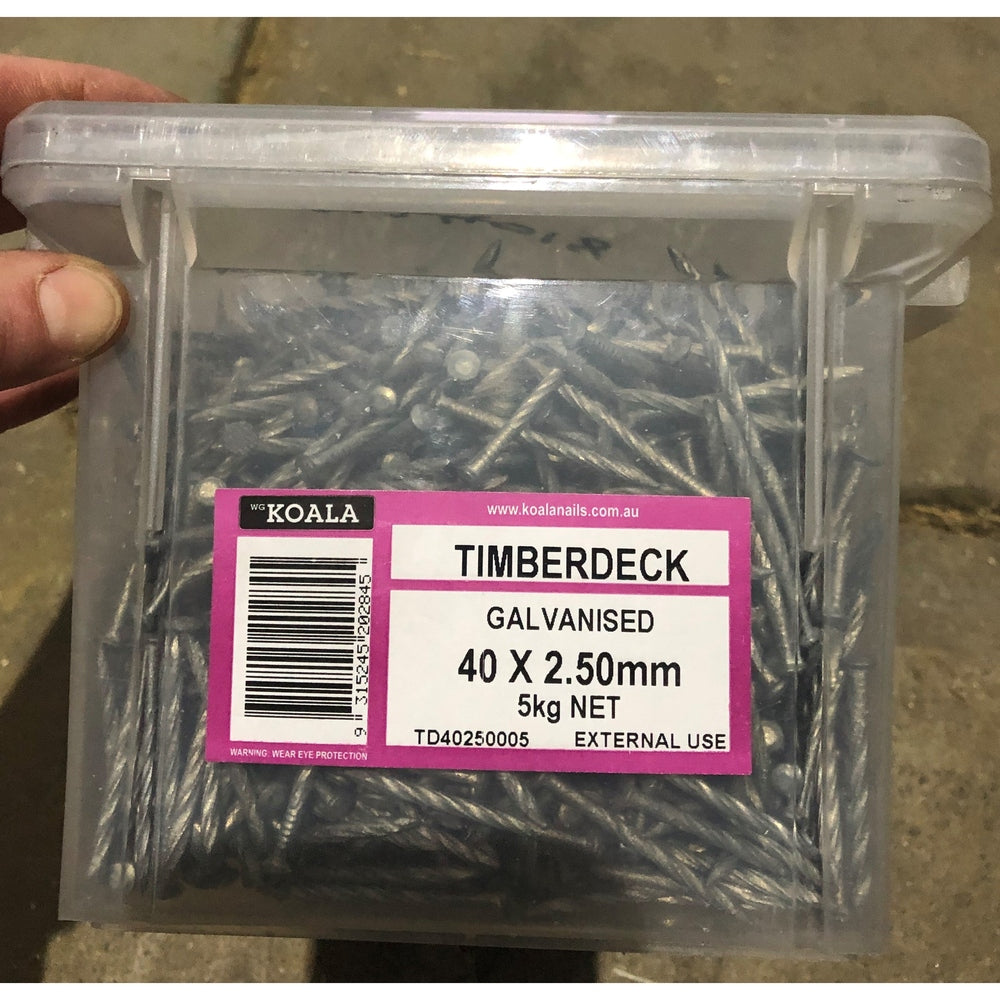 WG KOALA
www.koalanails.com.au
TIMBERDECK
GALVANISED
40 X 2.50mm
5kg NET
TD40250005 EXTERNAL USE
9 315245 202845
WARNING: WEAR EYE PROTECTION